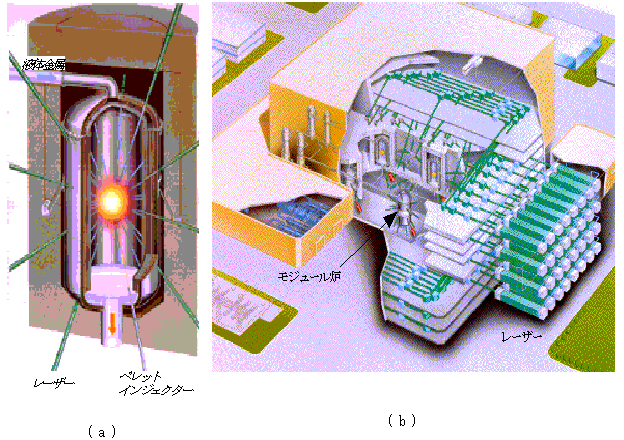 液体金属
レーザー
ペレット
インジェクター
(a)
モジュール炉
レーザー
(b)